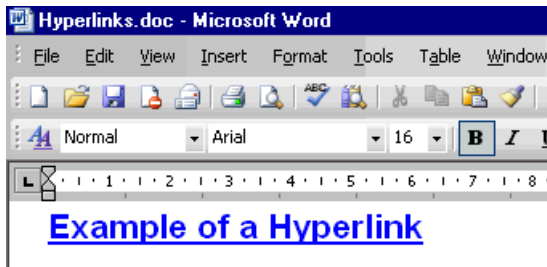 Hyperlinks.doc - Microsoft Word
File Edit View Insert Format Tools Table Window
ABC
Normal Arial 16 B I U
L 1 2 3 4 5 6 7 8
Example of a Hyperlink